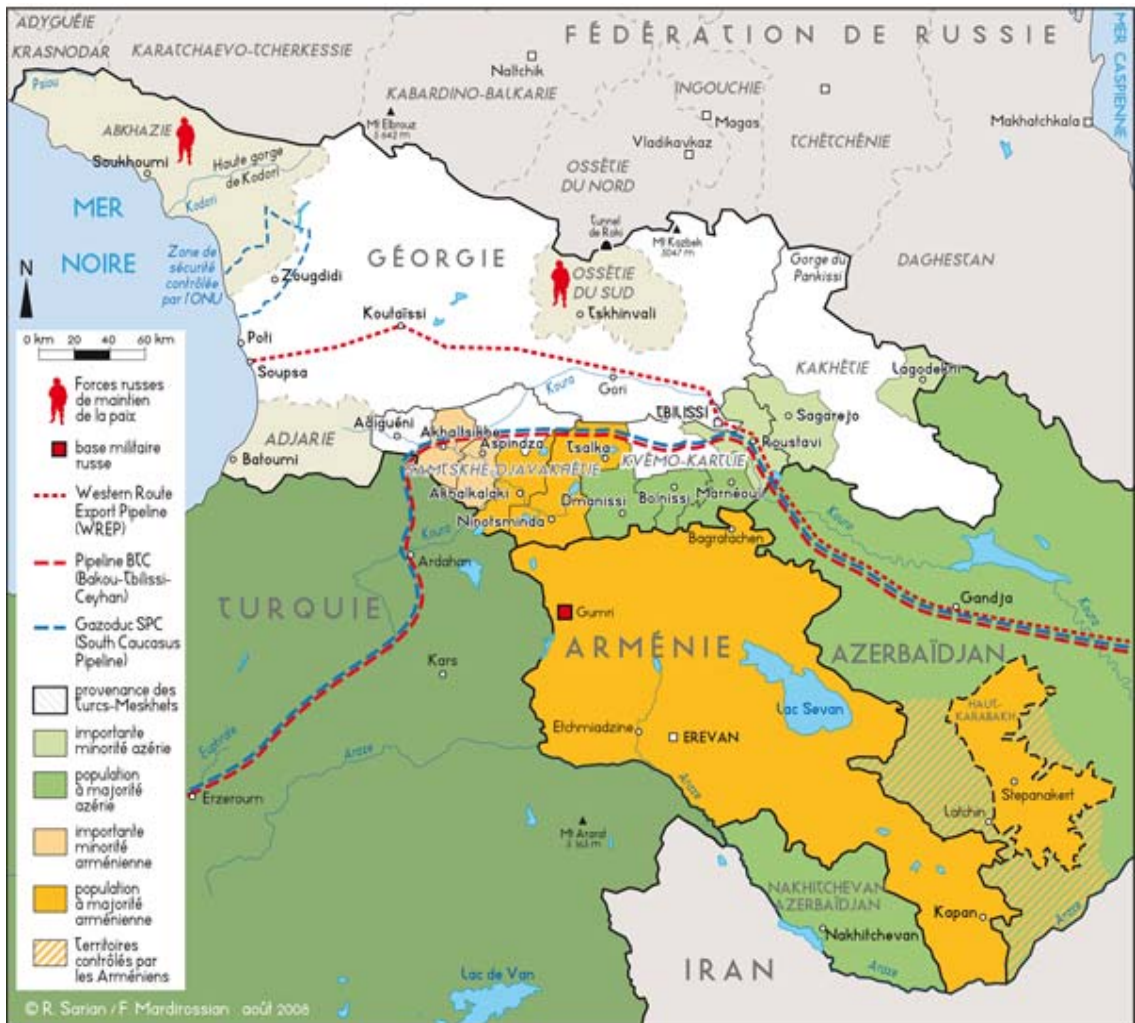 ADYGUÉIE
KRASNODAR
KARATCHAEVO-TCHERKESSIE
FÉDÉRATION DE RUSSIE
MER CASPIENNE
Naltchik
KABARDINO-BALKARIE
INGOUCHIE
Psiou
Mt Elbrouz
5 642 m
Magas
TCHÉTCHÉNIE
Makhatchkala
ABKHAZIE
Vladikavkaz
Soukhoumi
Haute gorge
de Kodori
OSSÉTIE
DU NORD
Kodori
MER
NOIRE
Tunnel
de Roki
Mt Kazbek
5047 m
DAGHESTAN
Zone de
sécurité
contrôlée
par l'ONU
GÉORGIE
Gorge du
Pankissi
N
Zougdidi
OSSÉTIE
DU SUD
Tskhinvali
Koutaïssi
Poti
0 km 20 40 60 km
Soupsa
KAKHÉTIE
Lagodekhi
Koura
Gori
TBILISSI
Sagarejo
Forces russes
de maintien
de la paix
ADJARIE
Adiguéni
Akhaltsikhe
Aspindza
Tsalka
Roustavi
Batoumi
SAMTSKHÉ-DJAVAKHÉTIE
KVÉMO-KARTLIE
base militaire
russe
Akhalkalaki
Dmanissi
Bolnissi
Marnéouli
Western Route
Export Pipeline
(WREP)
Ninotsminda
Koura
Koura
Bagratachen
Ardahan
Pipeline BTC
(Bakou-Tbilissi-
Ceyhan)
TURQUIE
Gumri
Gandja
Koura
Gazoduc SPC
(South Caucasus
Pipeline)
ARMÉNIE
AZERBAÏDJAN
Kars
provenance des
Turcs-Meskhets
Lac Sevan
HAUT-
KARABAKH
importante
minorité azérie
Etchmiadzine
EREVAN
Euphrate
Araxe
population
à majorité
azérie
Araxe
Stepanakert
Erzeroum
Latchin
importante
minorité
arménienne
Mt Ararat
population
à majorité
arménienne
NAKHITCHEVAN
AZERBAÏDJAN
Kapan
Araxe
Nakhitchevan
Territoires
contrôlés par
les Arméniens
IRAN
Araxe
Lac de Van
© R. Sarian / F. Mardirossian août 2008